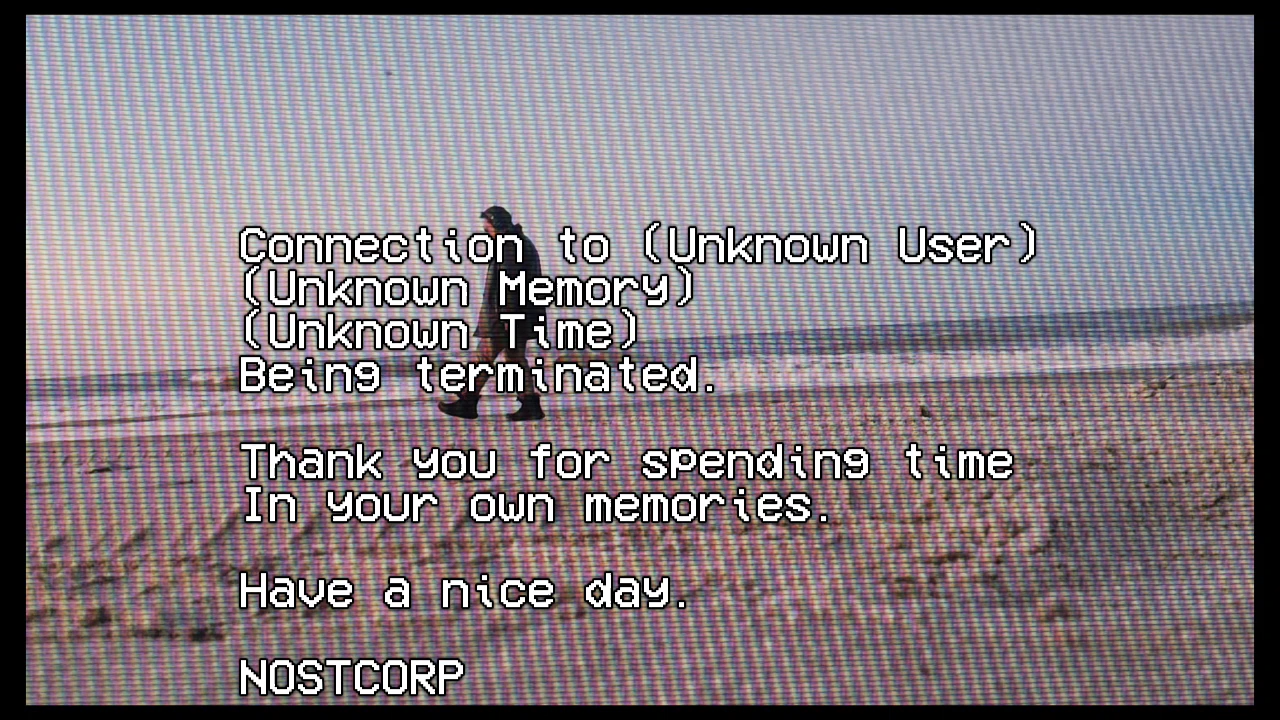 Connection to (Unknown User)
(Unknown Memory)
(Unknown Time)
Being terminated.
Thank you for spending time
In your own memories.
Have a nice day.
NOSTCORP